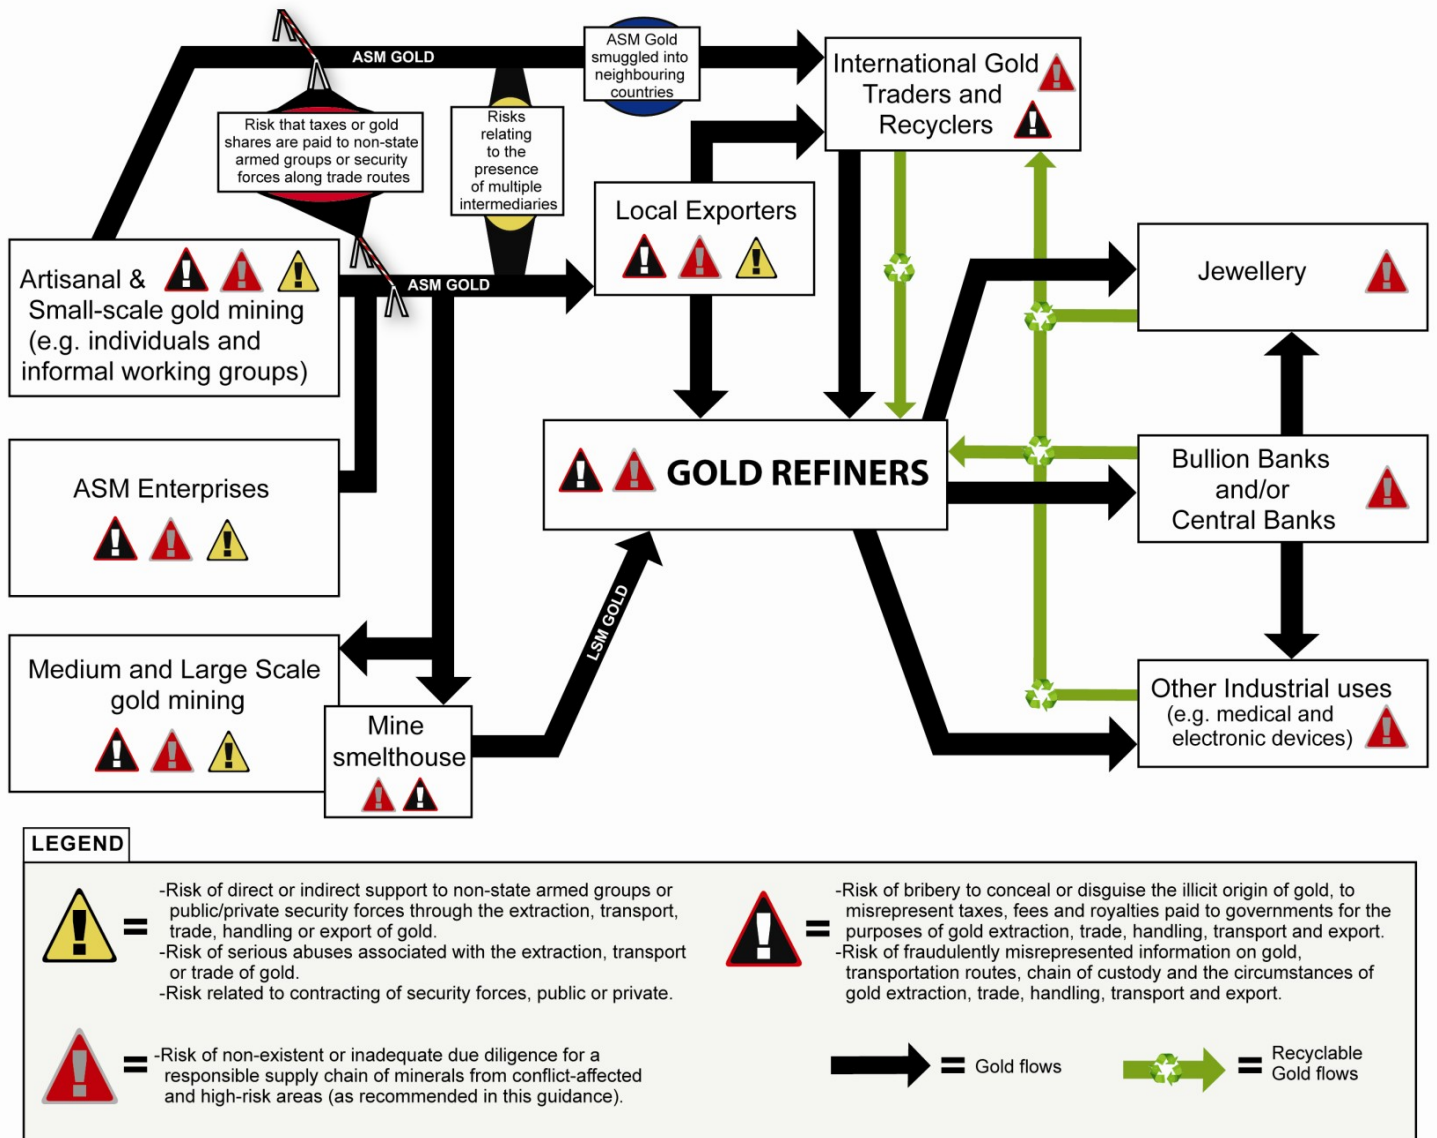 ASM GOLD
ASM Gold
smuggled into
neighbouring
countries
International Gold
Traders and
Recyclers
Risk that taxes or gold
shares are paid to non-state
armed groups or security
forces along trade routes
Risks
relating
to the
presence
of multiple
intermediaries
Local Exporters
Artisanal &
Small-scale gold mining
(e.g. individuals and
informal working groups)
ASM GOLD
Jewellery
ASM Enterprises
GOLD REFINERS
Bullion Banks
and/or
Central Banks
LSM GOLD
Medium and Large Scale
gold mining
Mine
smelthouse
Other Industrial uses
(e.g. medical and
electronic devices)
LEGEND
=
-Risk of direct or indirect support to non-state armed groups or
public/private security forces through the extraction, transport,
trade, handling or export of gold.
-Risk of serious abuses associated with the extraction, transport
or trade of gold.
-Risk related to contracting of security forces, public or private.
=
-Risk of bribery to conceal or disguise the illicit origin of gold, to
misrepresent taxes, fees and royalties paid to governments for the
purposes of gold extraction, trade, handling, transport and export.
-Risk of fraudulently misrepresented information on gold,
transportation routes, chain of custody and the circumstances of
gold extraction, trade, handling, transport and export.
=
-Risk of non-existent or inadequate due diligence for a
responsible supply chain of minerals from conflict-affected
and high-risk areas (as recommended in this guidance).
= Gold flows
= Recyclable
Gold flows